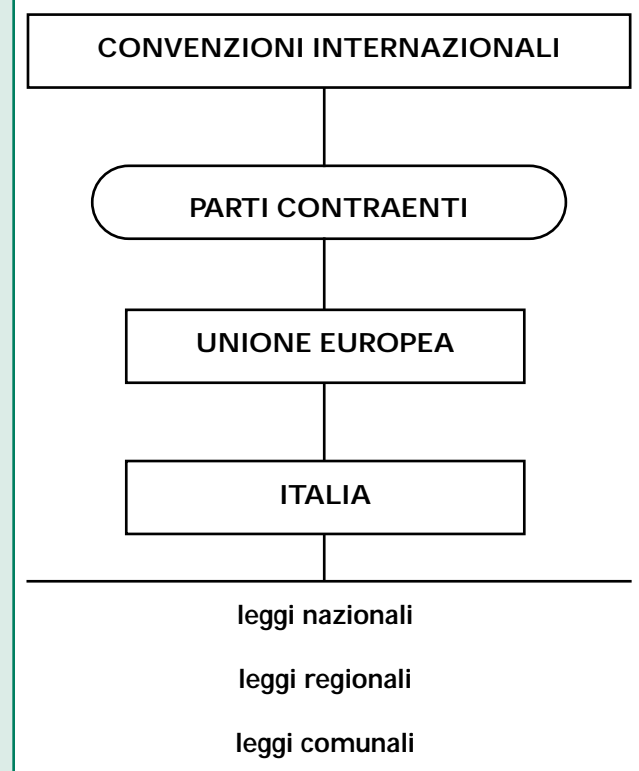 CONVENZIONI INTERNAZIONALI
PARTI CONTRAENTI
UNIONE EUROPEA
ITALIA
leggi nazionali
leggi regionali
leggi comunali